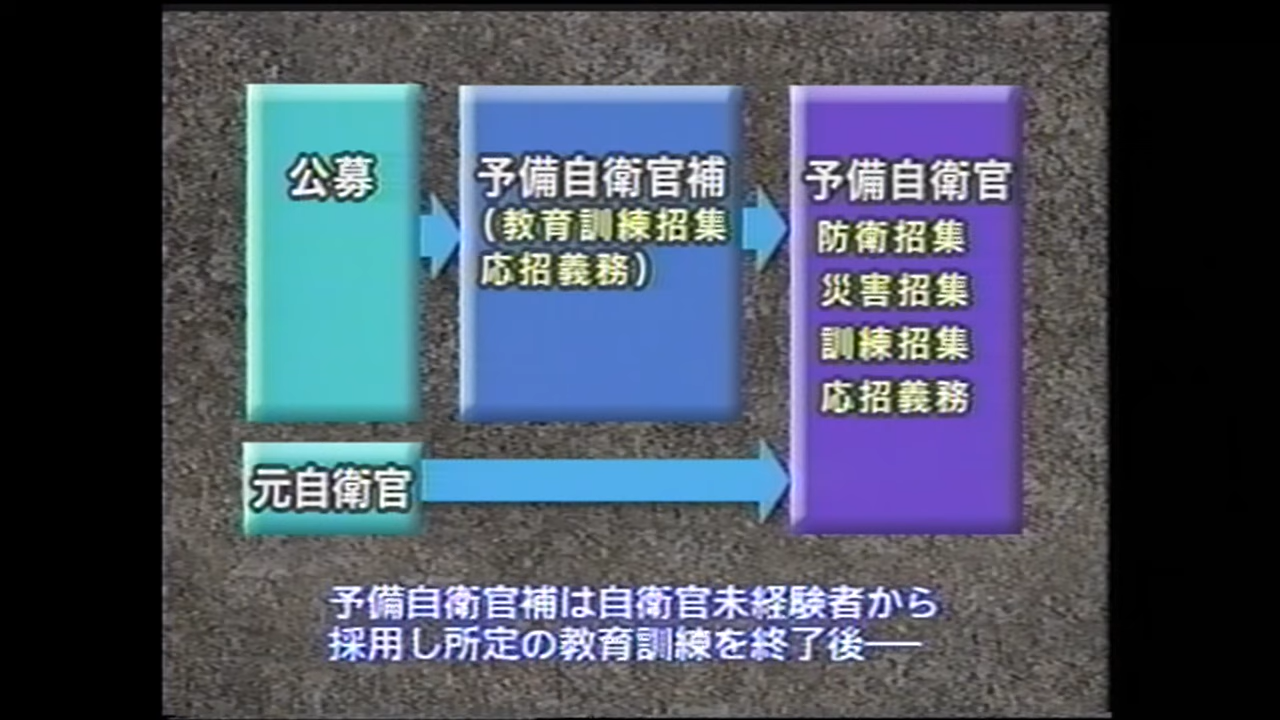 公募
予備自衛官補
(教育訓練招集
応招義務)
予備自衛官
防衛招集
災害招集
訓練招集
応招義務
元自衛官
予備自衛官補は自衛官未経験者から
採用し所定の教育訓練を終了後──